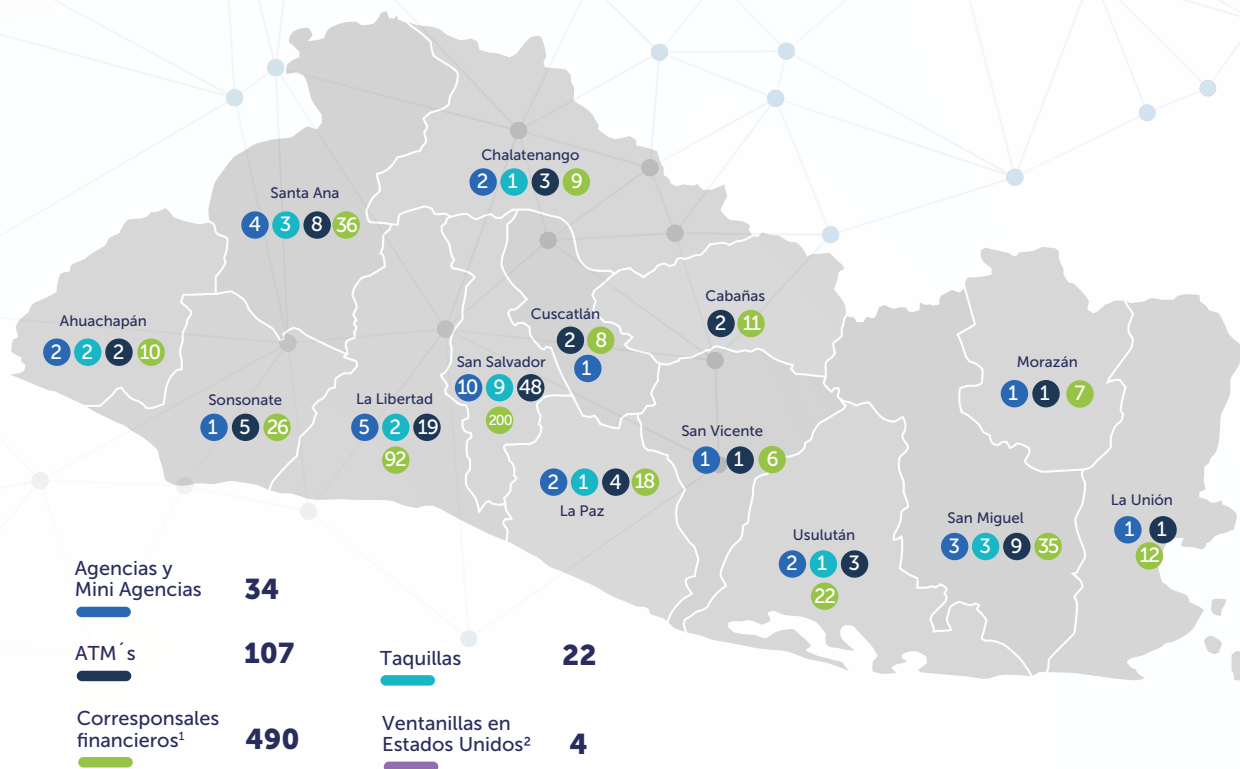 Chalatenango
2 1 3 9
Santa Ana
4 3 8 36
Cabañas
2 11
Cuscatlán
2 8
1
Ahuachapán
2 2 2 10
San Salvador
10 9 48
200
Morazán
1 1 7
Sonsonate
1 5 26
La Libertad
5 2 19
92
San Vicente
1 1 6
2 1 4 18
La Paz
La Unión
1 1
12
San Miguel
3 3 9 35
Usulután
2 1 3
22
Agencias y
Mini Agencias 34
ATM´s 107
Taquillas 22
Corresponsales
financieros¹ 490
Ventanillas en
Estados Unidos² 4